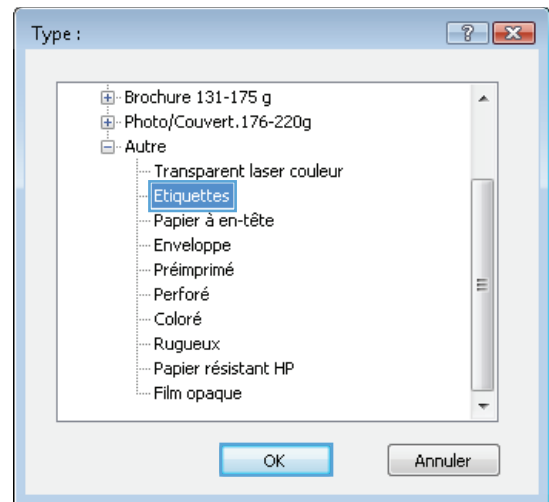 Type :
Brochure 131-175 g
Photo/Couvert.176-220g
Autre
Transparent laser couleur
Etiquettes
Papier à en-tête
Enveloppe
Préimprimé
Perforé
Coloré
Rugueux
Papier résistant HP
Film opaque
OK Annuler